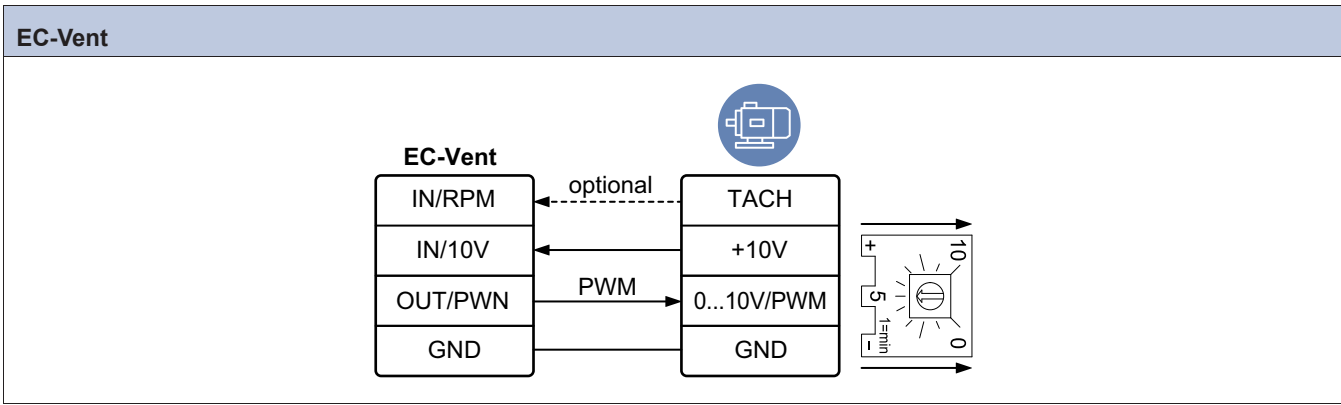 EC-Vent
EC-Vent
IN/RPM
optional
TACH
IN/10V
+10V
OUT/PWN
PWM
0...10V/PWM
GND
GND
+
10
5
1=min
-
0